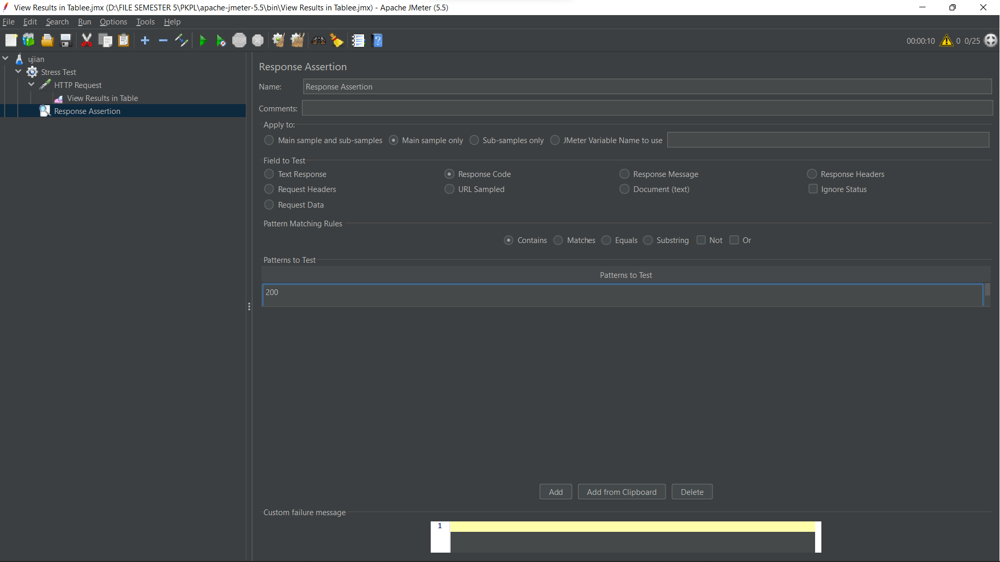 View Results in Tablee.jmx (D:\FILE SEMESTER 5\PKPL\apache-jmeter-5.5\bin\View Results in Tablee.jmx) - Apache JMeter (5.5)
File Edit Search Run Options Tools Help
STOP ? 00:00:10 0 0/25
ujian
Stress Test
HTTP Request
View Results in Table
Response Assertion
Response Assertion
Name: Response Assertion
Comments:
Apply to:
Main sample and sub-samples Main sample only Sub-samples only JMeter Variable Name to use
Field to Test
Text Response Response Code Response Message Response Headers
Request Headers URL Sampled Document (text) Ignore Status
Request Data
Pattern Matching Rules
Contains Matches Equals Substring Not Or
Patterns to Test
Patterns to Test
200
Add Add from Clipboard Delete
Custom failure message
1